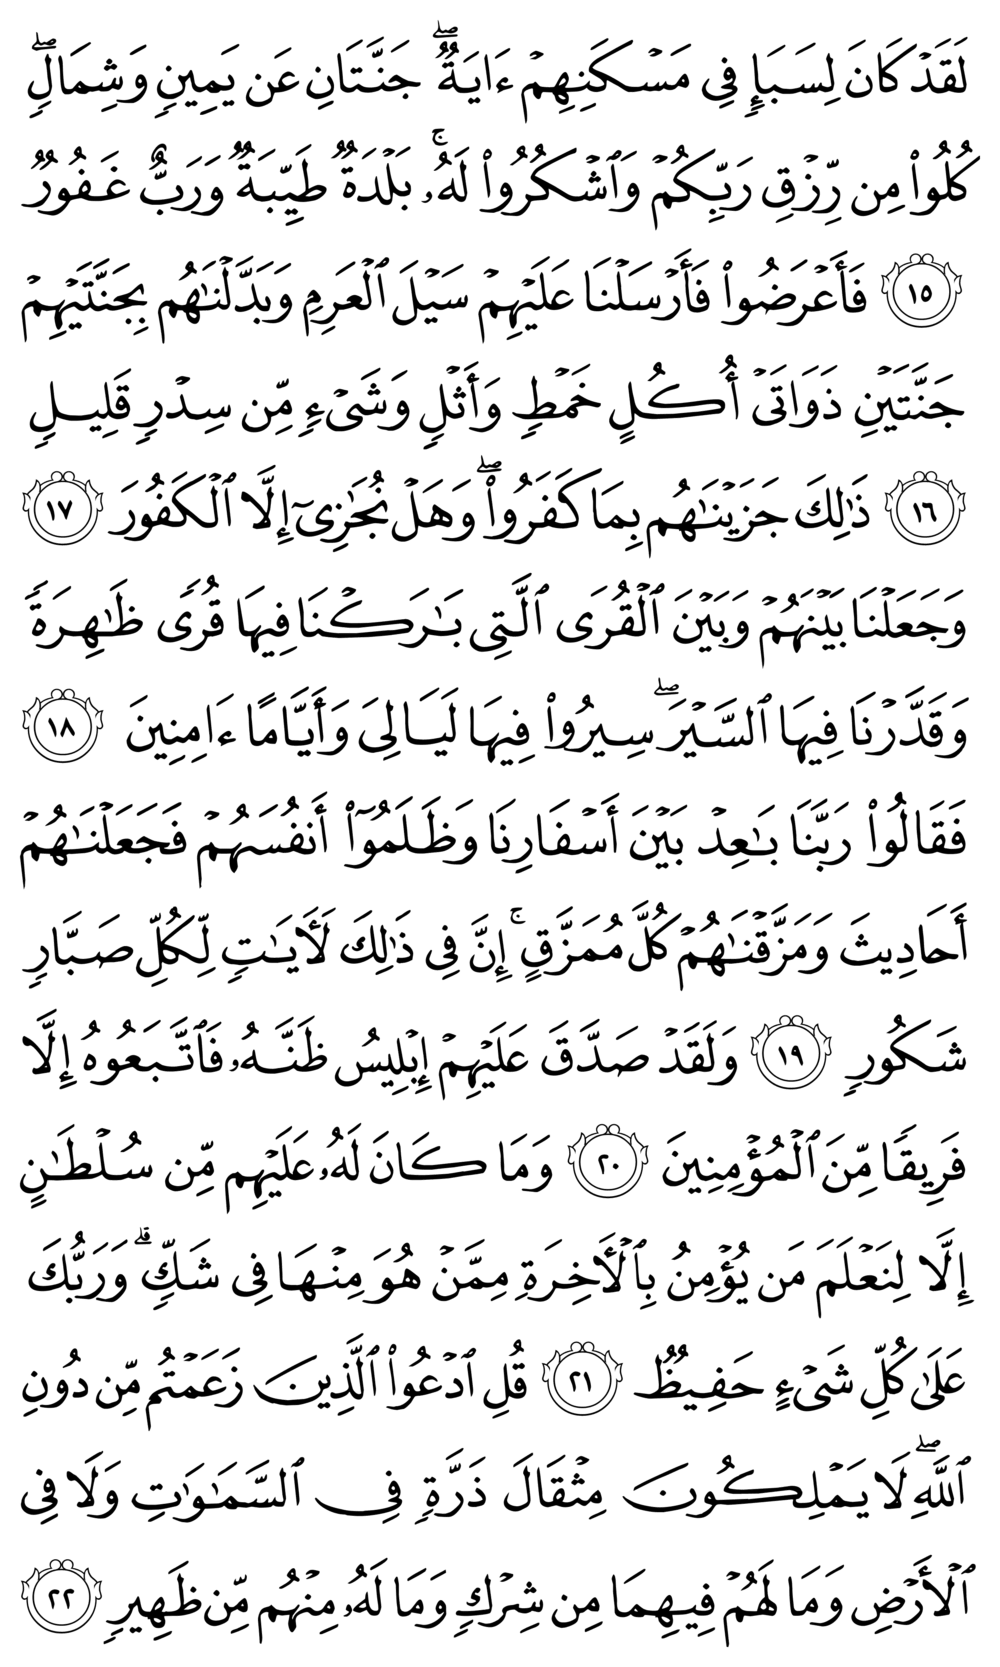 لَقَدْ كَانَ لِسَبَإٍ فِي مَسْكَنِهِمْ ءَايَةٌ ۖ جَنَّتَانِ عَن يَمِينٍ وَشِمَالٍ ۖ
كُلُوا۟ مِن رِّزْقِ رَبِّكُمْ وَٱشْكُرُوا۟ لَهُۥ ۚ بَلْدَةٌ طَيِّبَةٌ وَرَبٌّ غَفُورٌ
١٥ فَأَعْرَضُوا۟ فَأَرْسَلْنَا عَلَيْهِمْ سَيْلَ ٱلْعَرِمِ وَبَدَّلْنَٰهُم بِجَنَّتَيْهِمْ
جَنَّتَيْنِ ذَوَاتَىْ أُكُلٍ خَمْطٍ وَأَثْلٍ وَشَىْءٍ مِّن سِدْرٍ قَلِيلٍ
١٦ ذَٰلِكَ جَزَيْنَٰهُم بِمَا كَفَرُوا۟ ۖ وَهَلْ نُجَٰزِىٓ إِلَّا ٱلْكَفُورَ ١٧
وَجَعَلْنَا بَيْنَهُمْ وَبَيْنَ ٱلْقُرَى ٱلَّتِى بَٰرَكْنَا فِيهَا قُرًى ظَٰهِرَةً
وَقَدَّرْنَا فِيهَا ٱلسَّيْرَ ۖ سِيرُوا۟ فِيهَا لَيَالِىَ وَأَيَّامًا ءَامِنِينَ ١٨
فَقَالُوا۟ رَبَّنَا بَٰعِدْ بَيْنَ أَسْفَارِنَا وَظَلَمُوٓا۟ أَنفُسَهُمْ فَجَعَلْنَٰهُمْ
أَحَادِيثَ وَمَزَّقْنَٰهُمْ كُلَّ مُمَزَّقٍ ۚ إِنَّ فِى ذَٰلِكَ لَـَٔايَٰتٍ لِّكُلِّ صَبَّارٍ
شَكُورٍ ١٩ وَلَقَدْ صَدَّقَ عَلَيْهِمْ إِبْلِيسُ ظَنَّهُۥ فَٱتَّبَعُوهُ إِلَّا
فَرِيقًا مِّنَ ٱلْمُؤْمِنِينَ ٢٠ وَمَا كَانَ لَهُۥ عَلَيْهِم مِّن سُلْطَٰنٍ
إِلَّا لِنَعْلَمَ مَن يُؤْمِنُ بِٱلْـَٔاخِرَةِ مِمَّنْ هُوَ مِنْهَا فِى شَكٍّ ۗ وَرَبُّكَ
عَلَىٰ كُلِّ شَىْءٍ حَفِيظٌ ٢١ قُلِ ٱدْعُوا۟ ٱلَّذِينَ زَعَمْتُم مِّن دُونِ
ٱللَّهِ ۖ لَا يَمْلِكُونَ مِثْقَالَ ذَرَّةٍ فِى ٱلسَّمَٰوَٰتِ وَلَا فِى
ٱلْأَرْضِ وَمَا لَهُمْ فِيهِمَا مِن شِرْكٍ وَمَا لَهُۥ مِنْهُم مِّن ظَهِيرٍ ٢٢